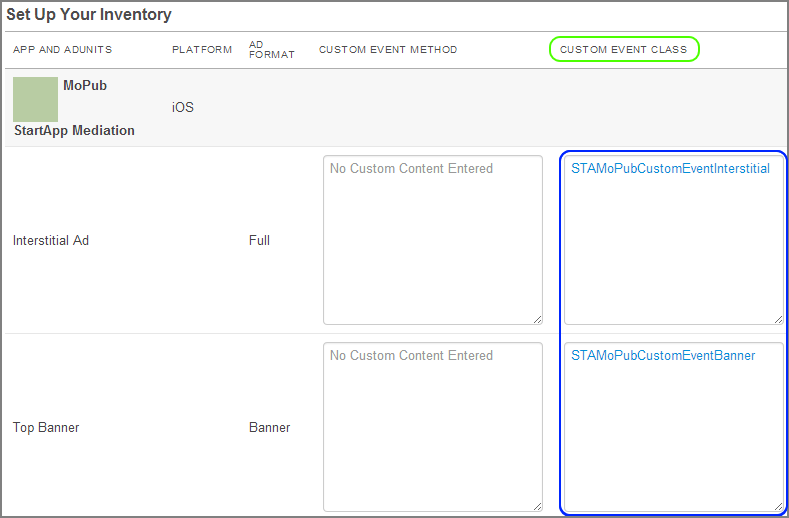 Set Up Your Inventory
APP AND ADUNITS PLATFORM AD FORMAT CUSTOM EVENT METHOD CUSTOM EVENT CLASS
MoPub
iOS
StartApp Mediation
No Custom Content Entered STAMoPubCustomEventInterstitial
Interstitial Ad Full
No Custom Content Entered STAMoPubCustomEventBanner
Top Banner Banner